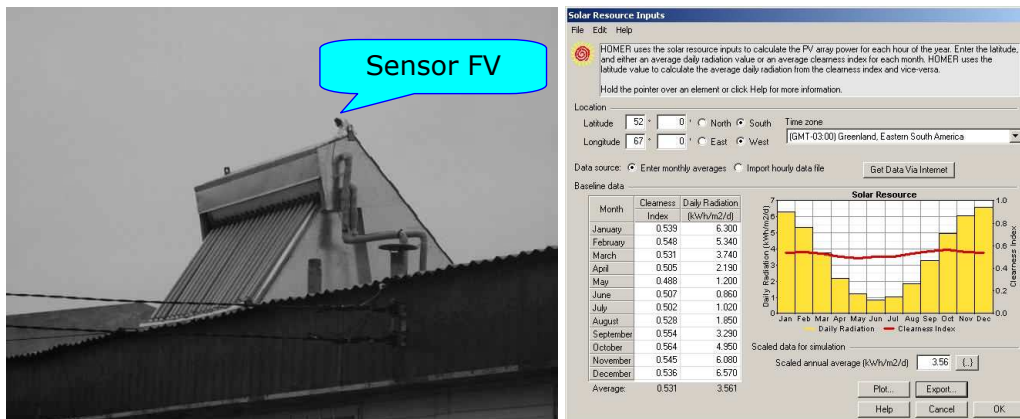 Sensor FV
Solar Resource Inputs
File Edit Help
HOMER uses the solar resource inputs to calculate the PV array power for each hour of the year. Enter the latitude,
and either an average daily radiation value or an average clearness index for each month. HOMER uses the
latitude value to calculate the average daily radiation from the clearness index and vice-versa.
Hold the pointer over an element or click Help for more information.
Location
Latitude 52 ° 0 ' North South Time zone
Longitude 67 ° 0 ' East West (GMT-03:00) Greenland, Eastern South America
Data source: Enter monthly averages Import hourly data file Get Data Via Internet
Baseline data
Month Clearness Index Daily Radiation (kWh/m2/d)
January 0.539 6.300
February 0.548 5.340
March 0.531 3.740
April 0.505 2.190
May 0.488 1.200
June 0.507 0.860
July 0.502 1.020
August 0.528 1.850
September 0.554 3.290
October 0.564 4.950
November 0.545 6.080
December 0.536 6.570
Average: 0.531 3.561
Solar Resource
Daily Radiation (kWh/m2/d)
7
6
5
4
3
2
1
0
1.0
0.8
0.6
0.4
0.2
0.0
Clearness Index
Jan Feb Mar Apr May Jun Jul Aug Sep Oct Nov Dec
Daily Radiation Clearness Index
Scaled data for simulation
Scaled annual average (kWh/m2/d) 3.56 {..}
Plot... Export...
Help Cancel OK